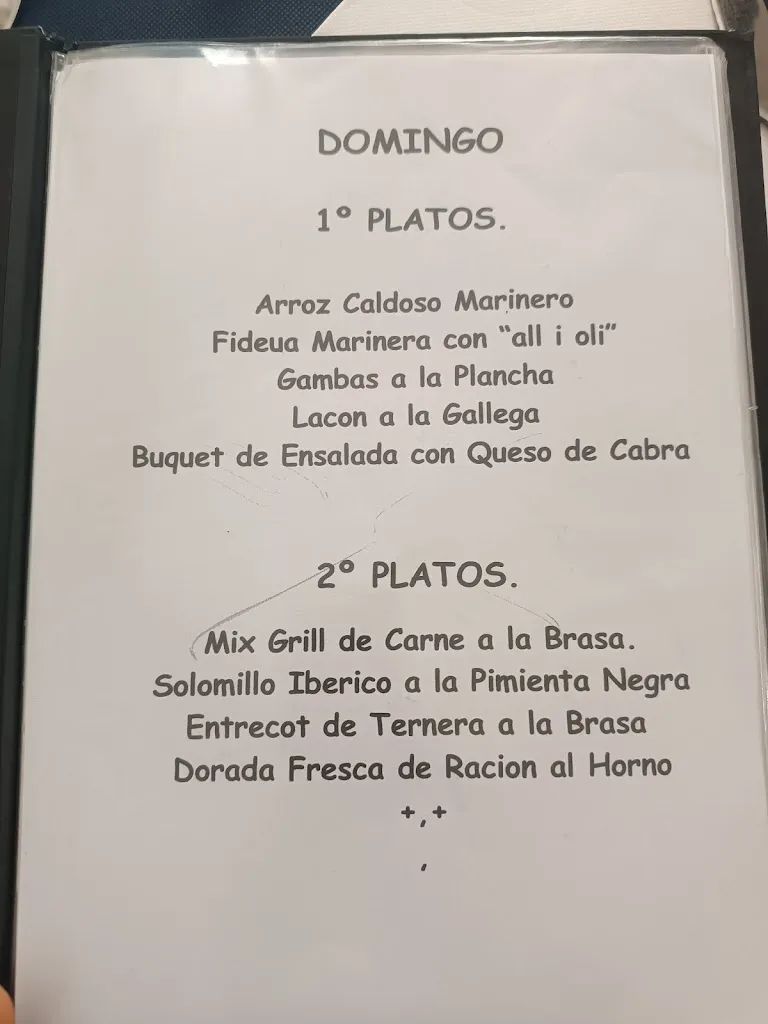 DOMINGO
1º PLATOS.
Arroz Caldoso Marinero
Fideua Marinera con “all i oli”
Gambas a la Plancha
Lacon a la Gallega
Buquet de Ensalada con Queso de Cabra
2º PLATOS.
Mix Grill de Carne a la Brasa.
Solomillo Iberico a la Pimienta Negra
Entrecot de Ternera a la Brasa
Dorada Fresca de Racion al Horno
+,+
,